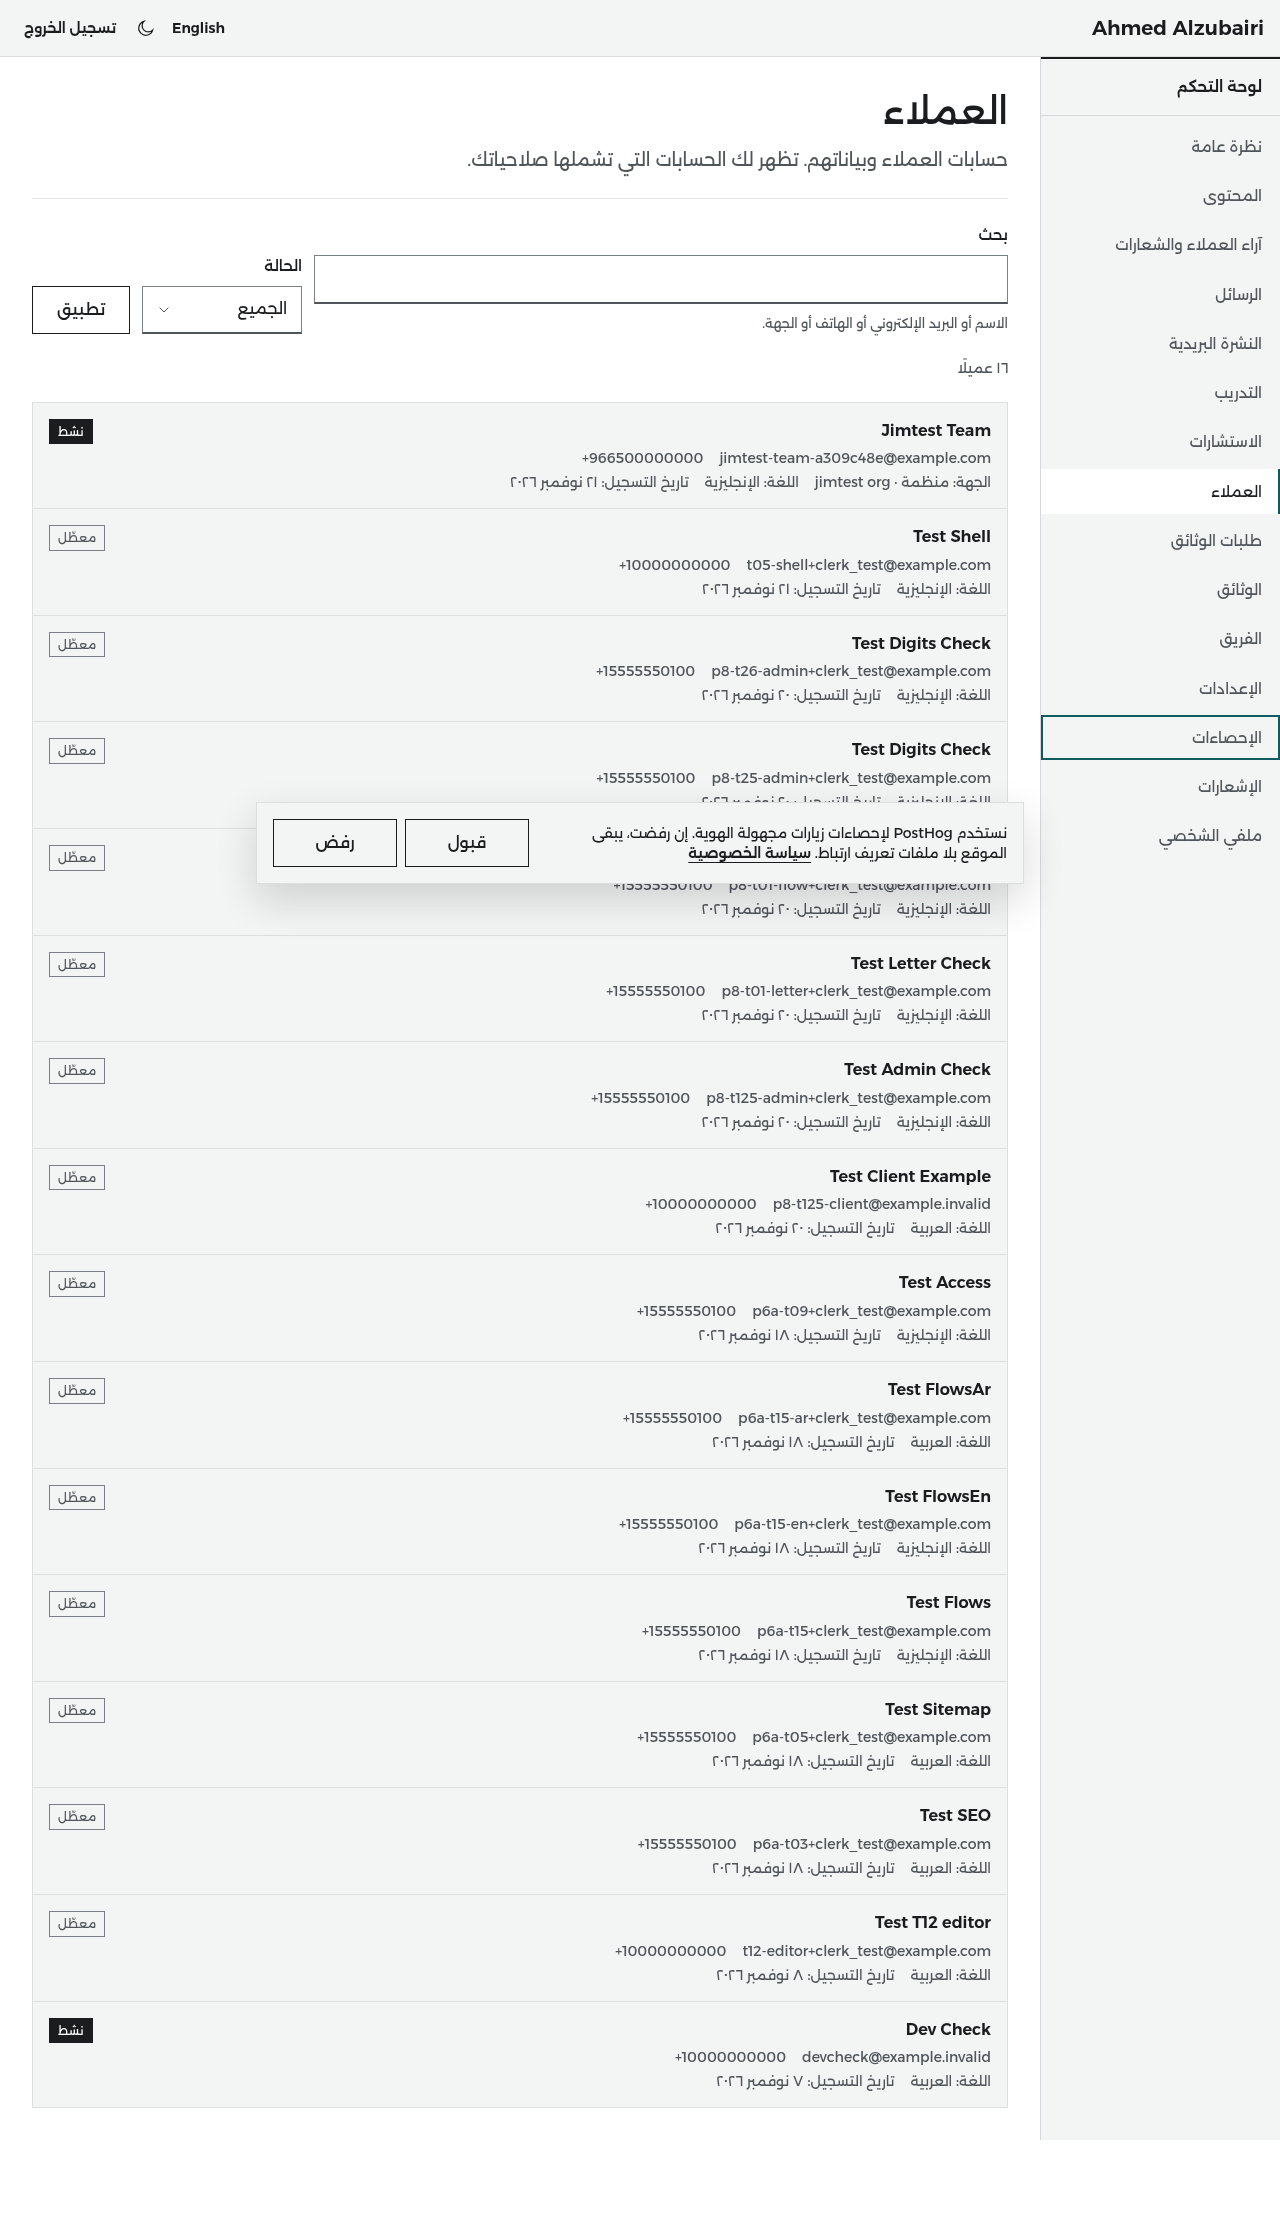 Ahmed Alzubairi
English
تسجيل الخروج
لوحة التحكم
نظرة عامة
المحتوى
آراء العملاء والشعارات
الرسائل
النشرة البريدية
التدريب
الاستشارات
العملاء
طلبات الوثائق
الوثائق
الفريق
الإعدادات
الإحصاءات
الإشعارات
ملفي الشخصي
العملاء
حسابات العملاء وبياناتهم. تظهر لك الحسابات التي تشملها صلاحياتك.
بحث
الاسم أو البريد الإلكتروني أو الهاتف أو الجهة.
الحالة
الجميع
تطبيق
١٦ عميلًا
Jimtest Team
نشط
jimtest-team-a309c48e@example.com +966500000000
الجهة: منظمة · jimtest org اللغة: الإنجليزية تاريخ التسجيل: ٢١ نوفمبر ٢٠٢٦
Test Shell
معطّل
t05-shell+clerk_test@example.com +10000000000
اللغة: الإنجليزية تاريخ التسجيل: ٢١ نوفمبر ٢٠٢٦
Test Digits Check
معطّل
p8-t26-admin+clerk_test@example.com +15555550100
اللغة: الإنجليزية تاريخ التسجيل: ٢٠ نوفمبر ٢٠٢٦
Test Digits Check
معطّل
p8-t25-admin+clerk_test@example.com +15555550100
نستخدم PostHog لإحصاءات زيارات مجهولة الهوية. إن رفضت، يبقى
الموقع بلا ملفات تعريف ارتباط. سياسة الخصوصية
قبول
رفض
معطّل
p8-t01-flow+clerk_test@example.com +15555550100
اللغة: الإنجليزية تاريخ التسجيل: ٢٠ نوفمبر ٢٠٢٦
Test Letter Check
معطّل
p8-t01-letter+clerk_test@example.com +15555550100
اللغة: الإنجليزية تاريخ التسجيل: ٢٠ نوفمبر ٢٠٢٦
Test Admin Check
معطّل
p8-t125-admin+clerk_test@example.com +15555550100
اللغة: الإنجليزية تاريخ التسجيل: ٢٠ نوفمبر ٢٠٢٦
Test Client Example
معطّل
p8-t125-client@example.invalid +10000000000
اللغة: العربية تاريخ التسجيل: ٢٠ نوفمبر ٢٠٢٦
Test Access
معطّل
p6a-t09+clerk_test@example.com +15555550100
اللغة: الإنجليزية تاريخ التسجيل: ١٨ نوفمبر ٢٠٢٦
Test FlowsAr
معطّل
p6a-t15-ar+clerk_test@example.com +15555550100
اللغة: العربية تاريخ التسجيل: ١٨ نوفمبر ٢٠٢٦
Test FlowsEn
معطّل
p6a-t15-en+clerk_test@example.com +15555550100
اللغة: الإنجليزية تاريخ التسجيل: ١٨ نوفمبر ٢٠٢٦
Test Flows
معطّل
p6a-t15+clerk_test@example.com +15555550100
اللغة: الإنجليزية تاريخ التسجيل: ١٨ نوفمبر ٢٠٢٦
Test Sitemap
معطّل
p6a-t05+clerk_test@example.com +15555550100
اللغة: العربية تاريخ التسجيل: ١٨ نوفمبر ٢٠٢٦
Test SEO
معطّل
p6a-t03+clerk_test@example.com +15555550100
اللغة: العربية تاريخ التسجيل: ١٨ نوفمبر ٢٠٢٦
Test T12 editor
معطّل
t12-editor+clerk_test@example.com +10000000000
اللغة: العربية تاريخ التسجيل: ٨ نوفمبر ٢٠٢٦
Dev Check
نشط
devcheck@example.invalid +10000000000
اللغة: العربية تاريخ التسجيل: ٧ نوفمبر ٢٠٢٦